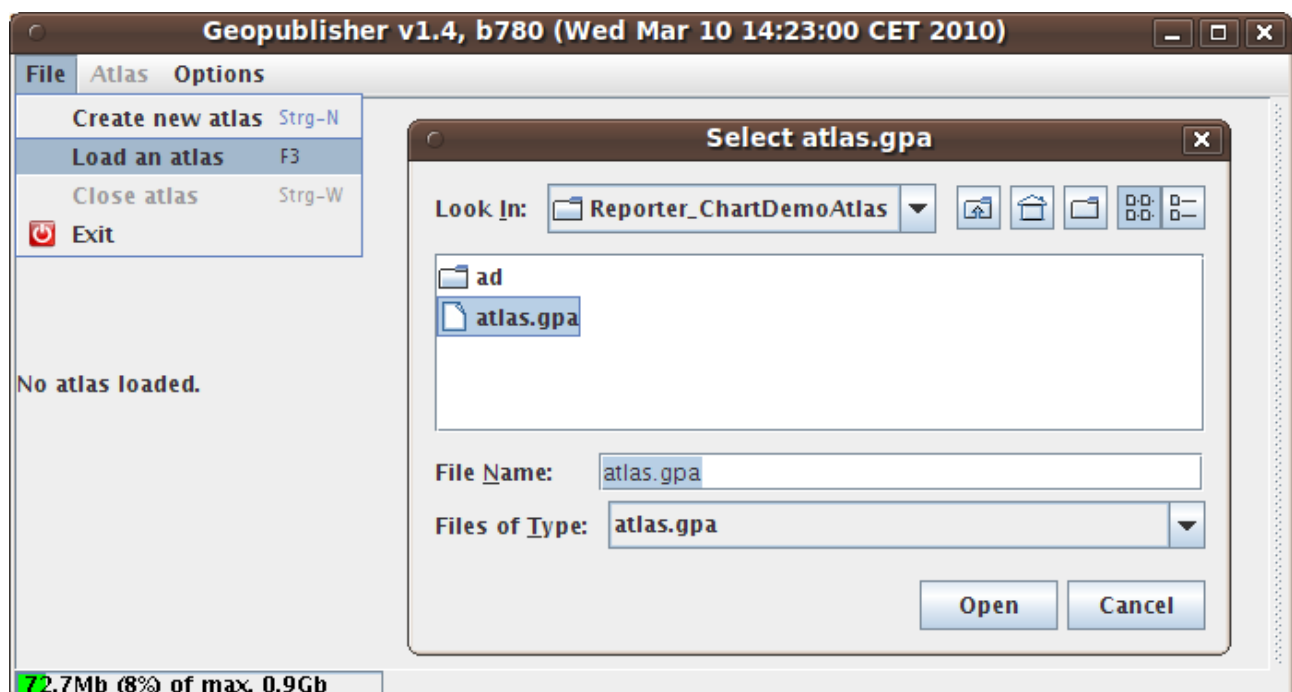 Geopublisher v1.4, b780 (Wed Mar 10 14:23:00 CET 2010)
File Atlas Options
Create new atlas Strg-N
Load an atlas F3
Close atlas Strg-W
Exit
No atlas loaded.
Select atlas.gpa
Look In: Reporter_ChartDemoAtlas
ad
atlas.gpa
File Name: atlas.gpa
Files of Type: atlas.gpa
Open Cancel
72.7Mb (8%) of max. 0.9Gb